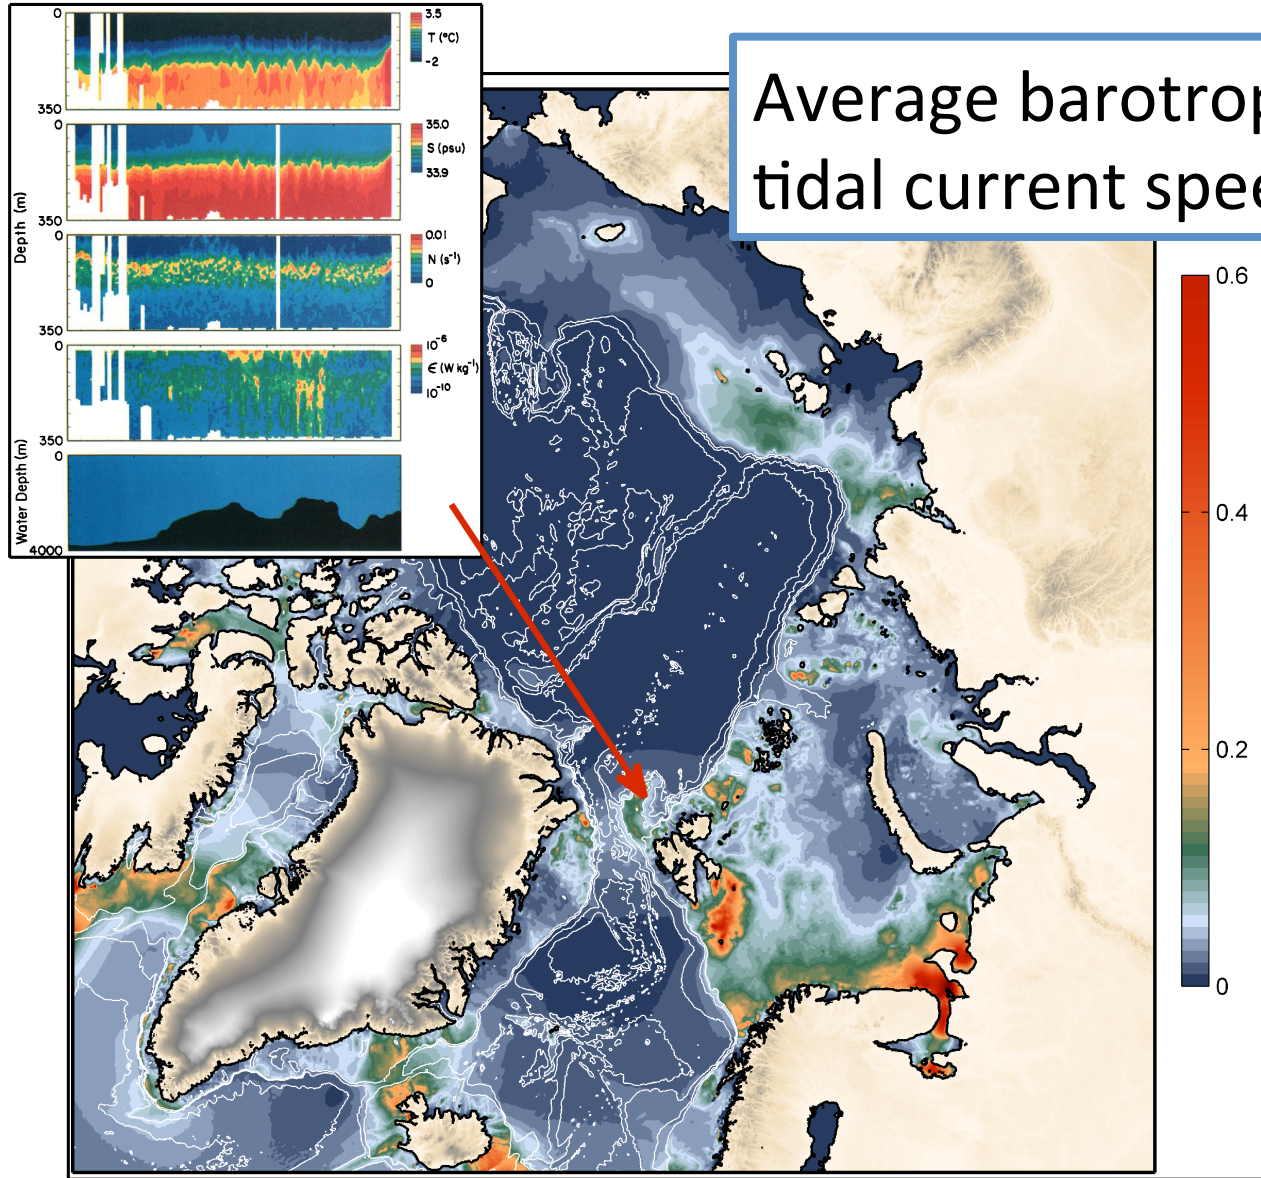 Average barotrop
tidal current spee
0
350
3.5
T (°C)
-2
0
350
35.0
S (psu)
33.9
Depth (m)
0
350
0.01
N (s⁻¹)
0
0
350
10⁻⁶
ϵ (W kg⁻¹)
10⁻¹⁰
Water Depth (m)
0
4000
0.6
0.4
0.2
0